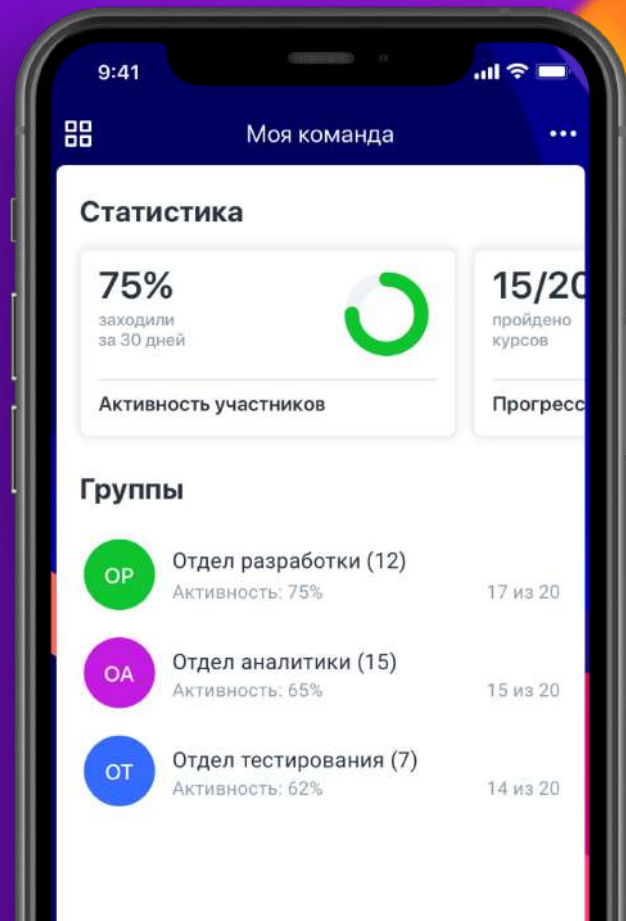 9:41
Моя команда
Статистика
75%
заходили
за 30 дней
Активность участников
15/20
пройдено
курсов
Прогресс
Группы
ОР
Отдел разработки (12)
Активность: 75%
17 из 20
ОА
Отдел аналитики (15)
Активность: 65%
15 из 20
ОТ
Отдел тестирования (7)
Активность: 62%
14 из 20